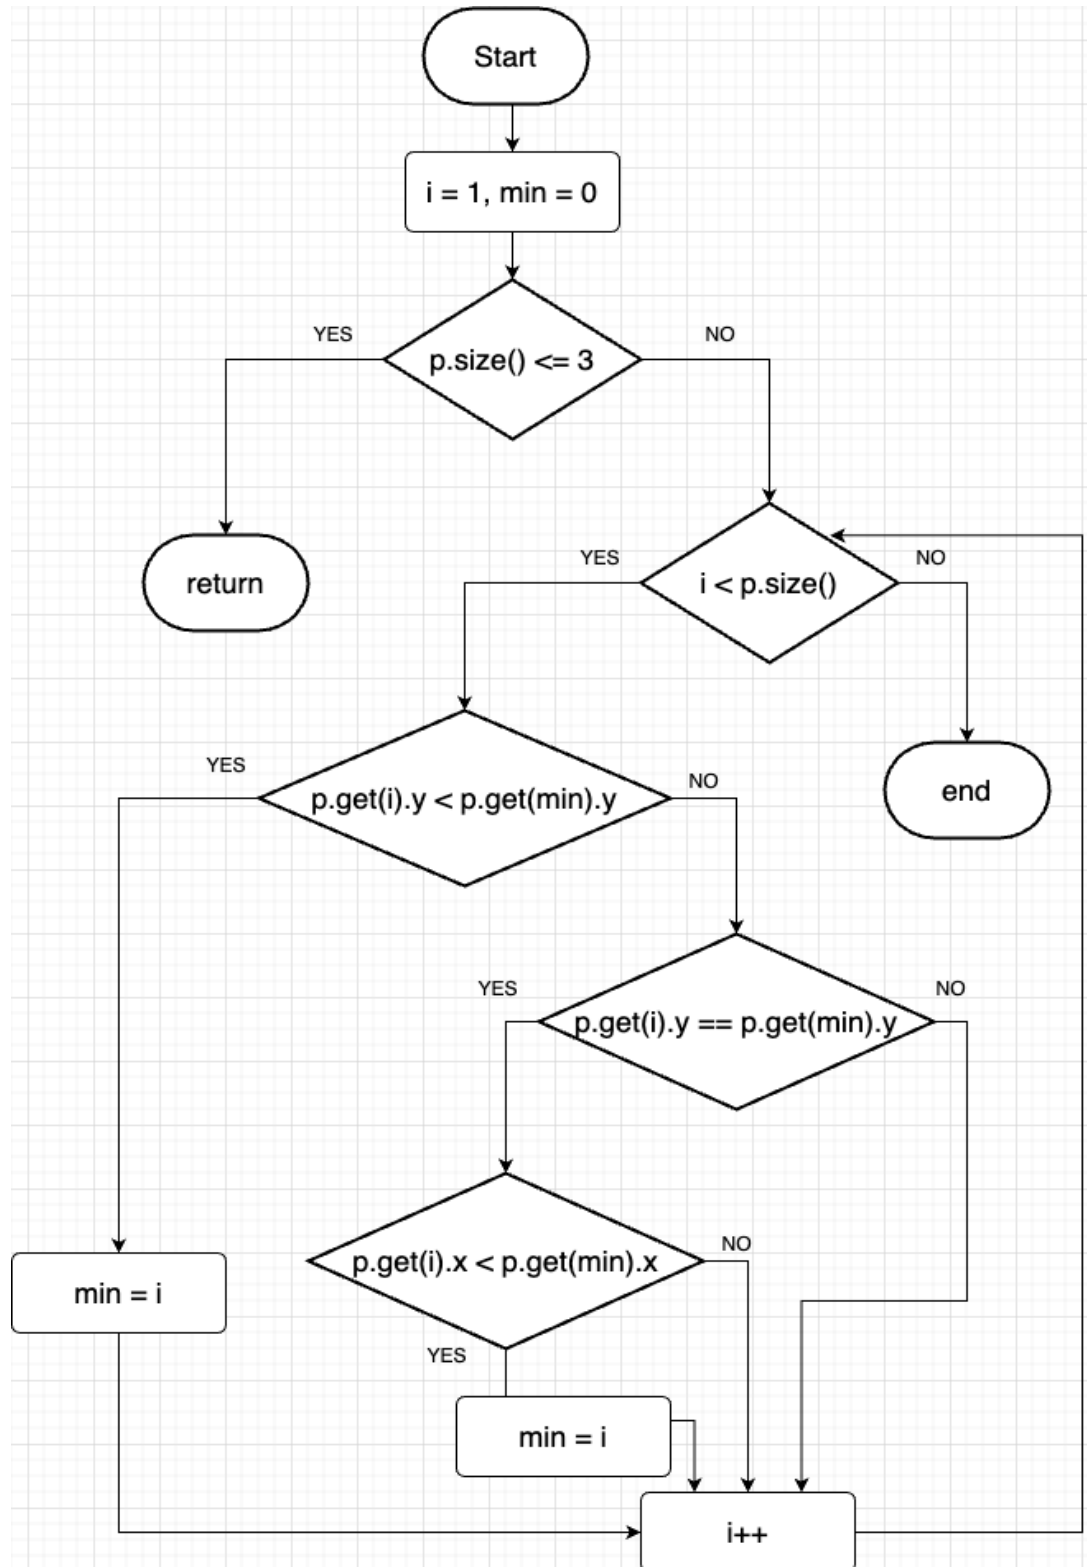 Start
i = 1, min = 0
p.size() <= 3
YES
NO
return
i < p.size()
YES
NO
end
p.get(i).y < p.get(min).y
YES
NO
p.get(i).y == p.get(min).y
YES
NO
p.get(i).x < p.get(min).x
NO
YES
min = i
min = i
i++